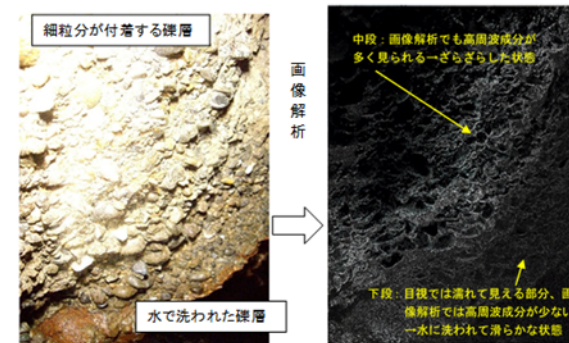 細粒分が付着する礫層
画像解析
中段：画像解析でも高周波成分が
多く見られる→ざらざらした状態
水で洗われた礫層
下段：目視では濡れて見える部分、画
像解析では高周波成分が少ない
→水に洗われて滑らかな状態